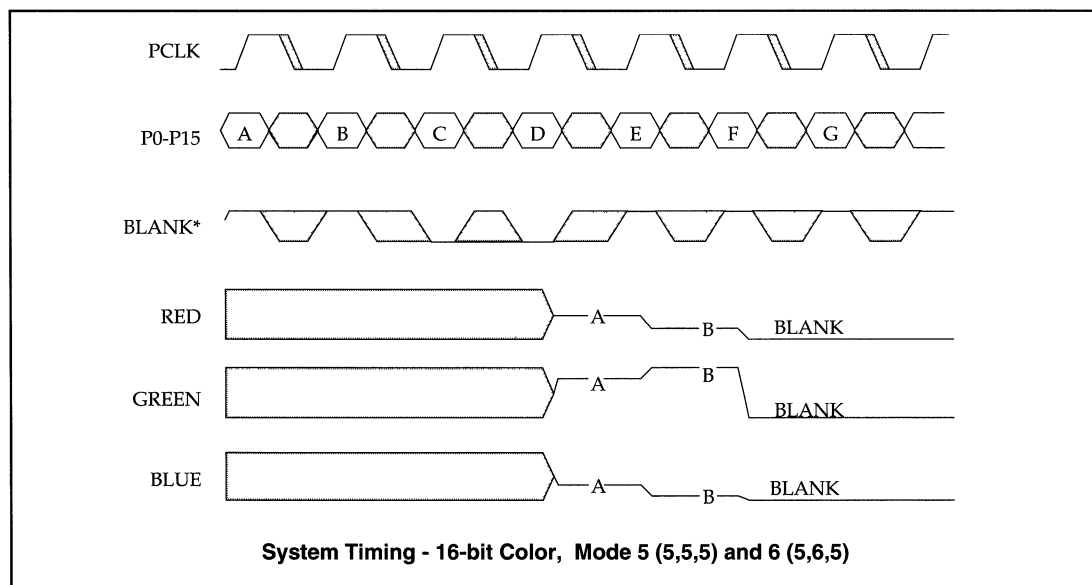 PCLK
P0-P15 A B C D E F G
BLANK*
RED A B BLANK
GREEN A B BLANK
BLUE A B BLANK
System Timing - 16-bit Color, Mode 5 (5,5,5) and 6 (5,6,5)